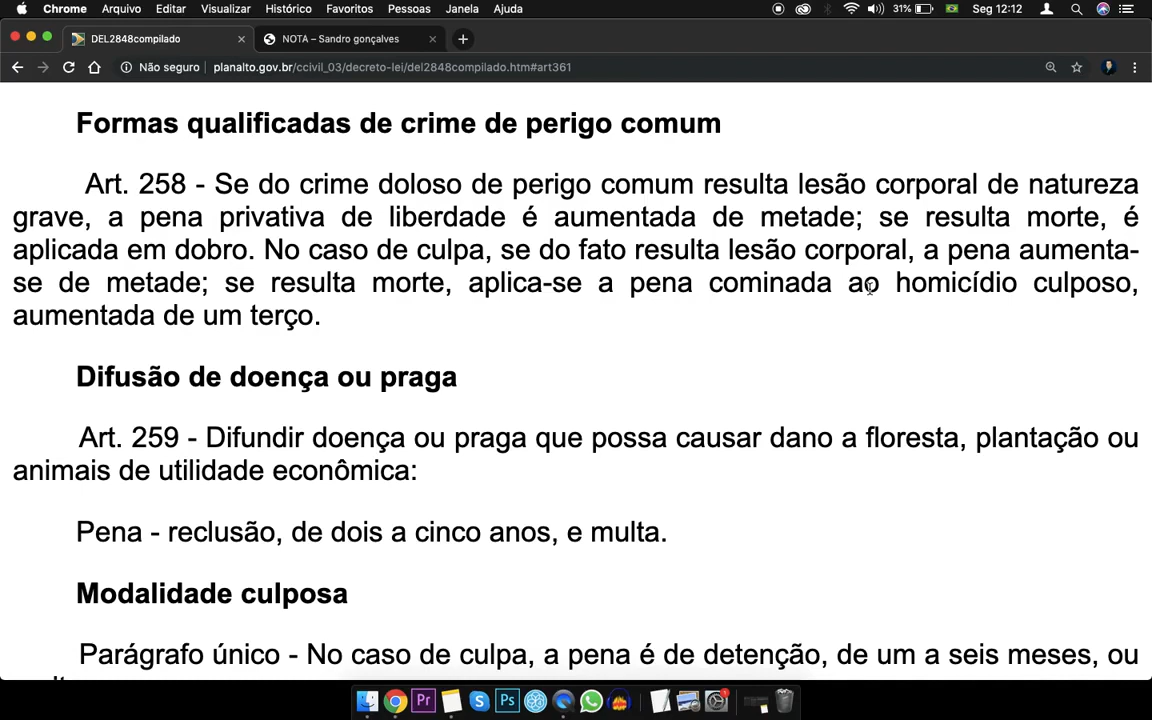 Chrome Arquivo Editar Visualizar Histórico Favoritos Pessoas Janela Ajuda 31% Seg 12:12
DEL2848compilado NOTA – Sandro gonçalves
Não seguro planalto.gov.br/ccivil_03/decreto-lei/del2848compilado.htm#art361
Formas qualificadas de crime de perigo comum
Art. 258 - Se do crime doloso de perigo comum resulta lesão corporal de natureza
grave, a pena privativa de liberdade é aumentada de metade; se resulta morte, é
aplicada em dobro. No caso de culpa, se do fato resulta lesão corporal, a pena aumenta-
se de metade; se resulta morte, aplica-se a pena cominada ao homicídio culposo,
aumentada de um terço.
Difusão de doença ou praga
Art. 259 - Difundir doença ou praga que possa causar dano a floresta, plantação ou
animais de utilidade econômica:
Pena - reclusão, de dois a cinco anos, e multa.
Modalidade culposa
Parágrafo único - No caso de culpa, a pena é de detenção, de um a seis meses, ou
Pr S Ps